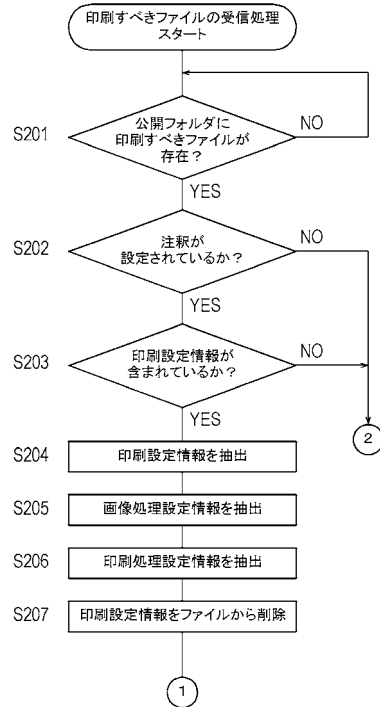 印刷すべきファイルの受信処理
スタート
S201
公開フォルダに
印刷すべきファイルが
存在？
NO
YES
S202
注釈が
設定されているか？
NO
YES
S203
印刷設定情報が
含まれているか？
NO
YES
2
S204
印刷設定情報を抽出
S205
画像処理設定情報を抽出
S206
印刷処理設定情報を抽出
S207
印刷設定情報をファイルから削除
1